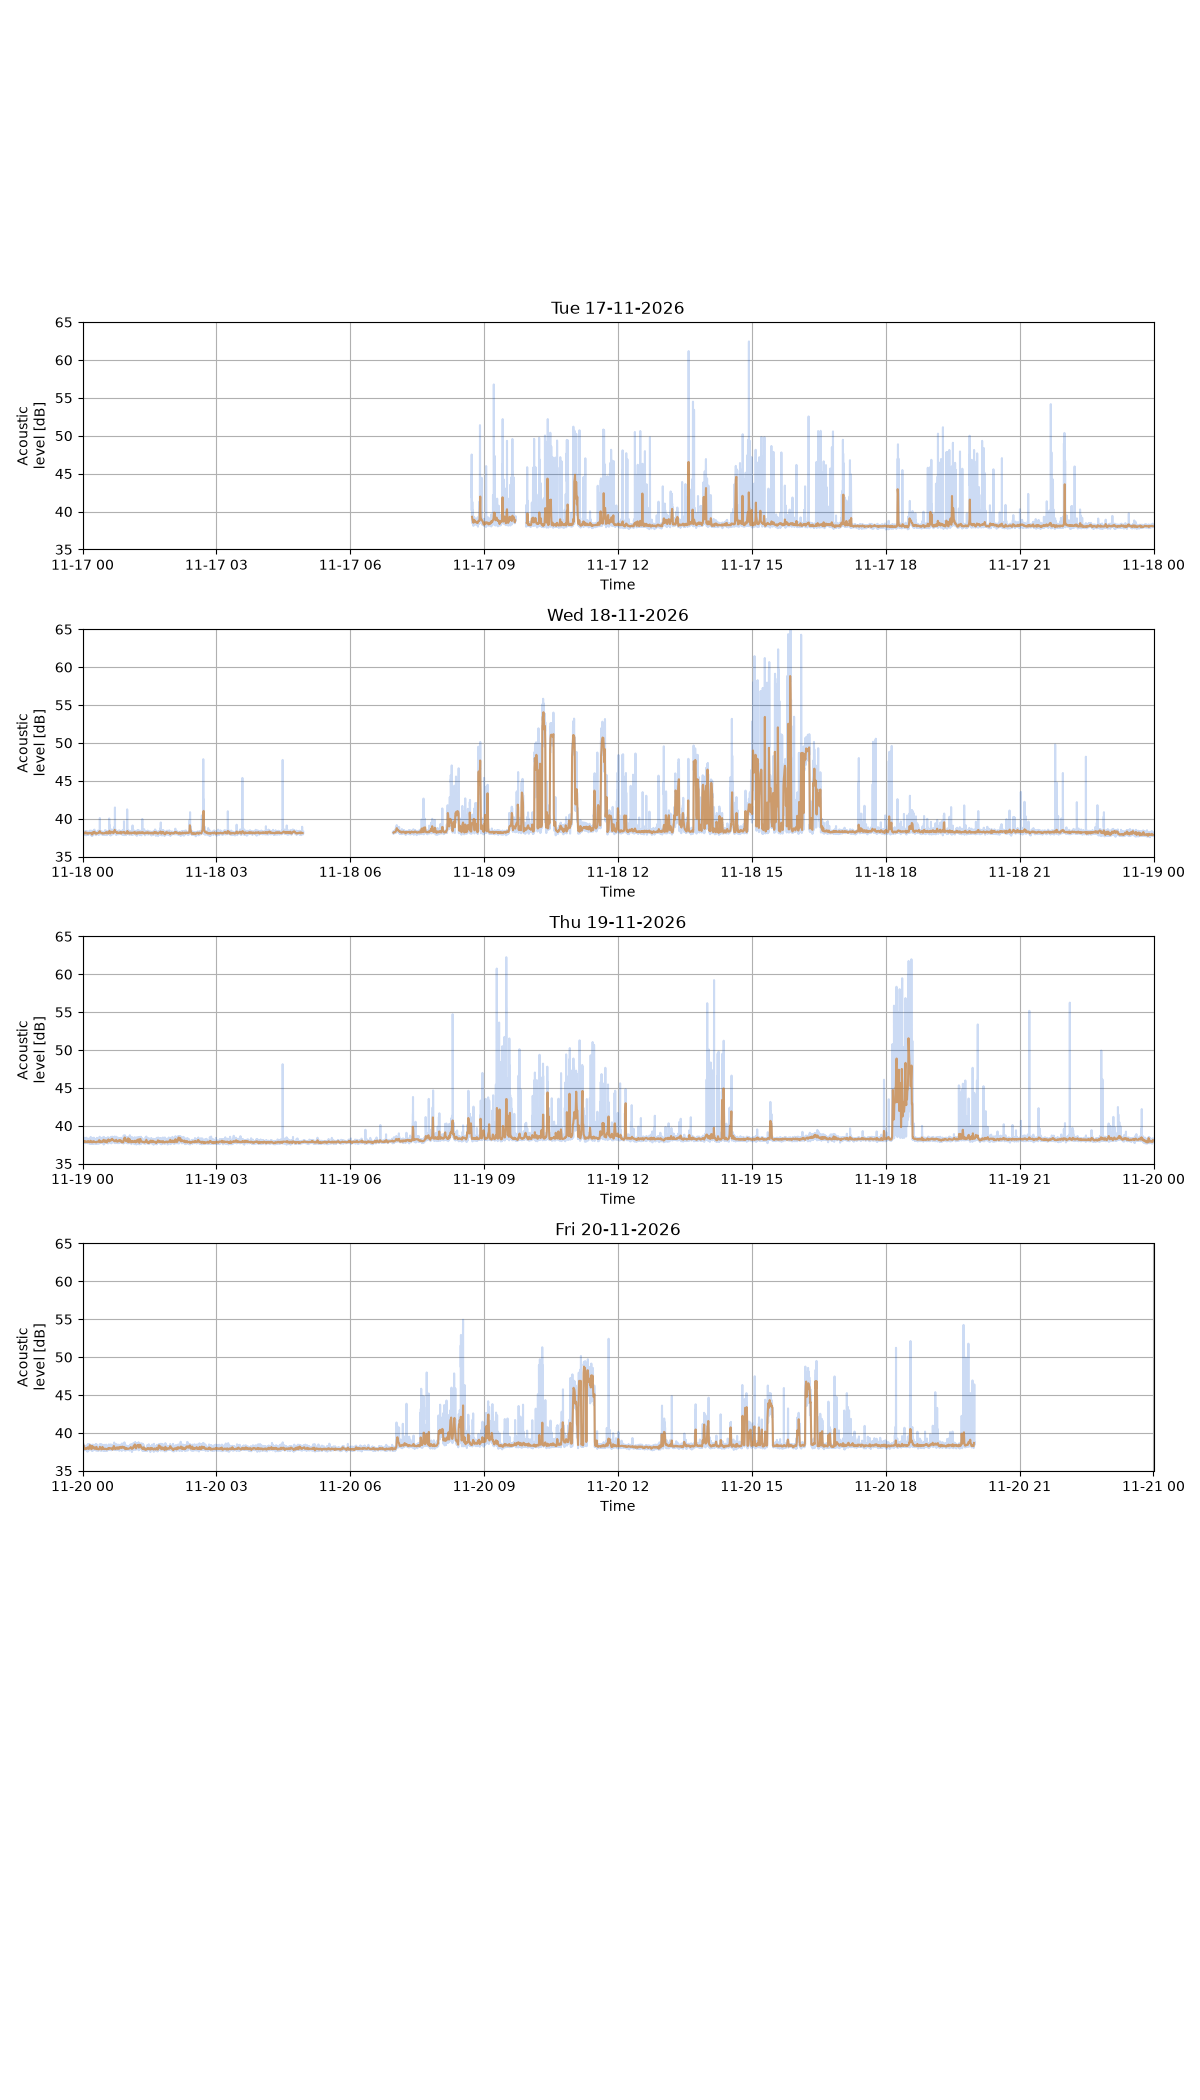 Tue 17-11-2026
65
60
55
50
45
40
35
Acoustic
level [dB]
11-17 00 11-17 03 11-17 06 11-17 09 11-17 12 11-17 15 11-17 18 11-17 21 11-18 00
Time
Wed 18-11-2026
65
60
55
50
45
40
35
Acoustic
level [dB]
11-18 00 11-18 03 11-18 06 11-18 09 11-18 12 11-18 15 11-18 18 11-18 21 11-19 00
Time
Thu 19-11-2026
65
60
55
50
45
40
35
Acoustic
level [dB]
11-19 00 11-19 03 11-19 06 11-19 09 11-19 12 11-19 15 11-19 18 11-19 21 11-20 00
Time
Fri 20-11-2026
65
60
55
50
45
40
35
Acoustic
level [dB]
11-20 00 11-20 03 11-20 06 11-20 09 11-20 12 11-20 15 11-20 18 11-20 21 11-21 00
Time